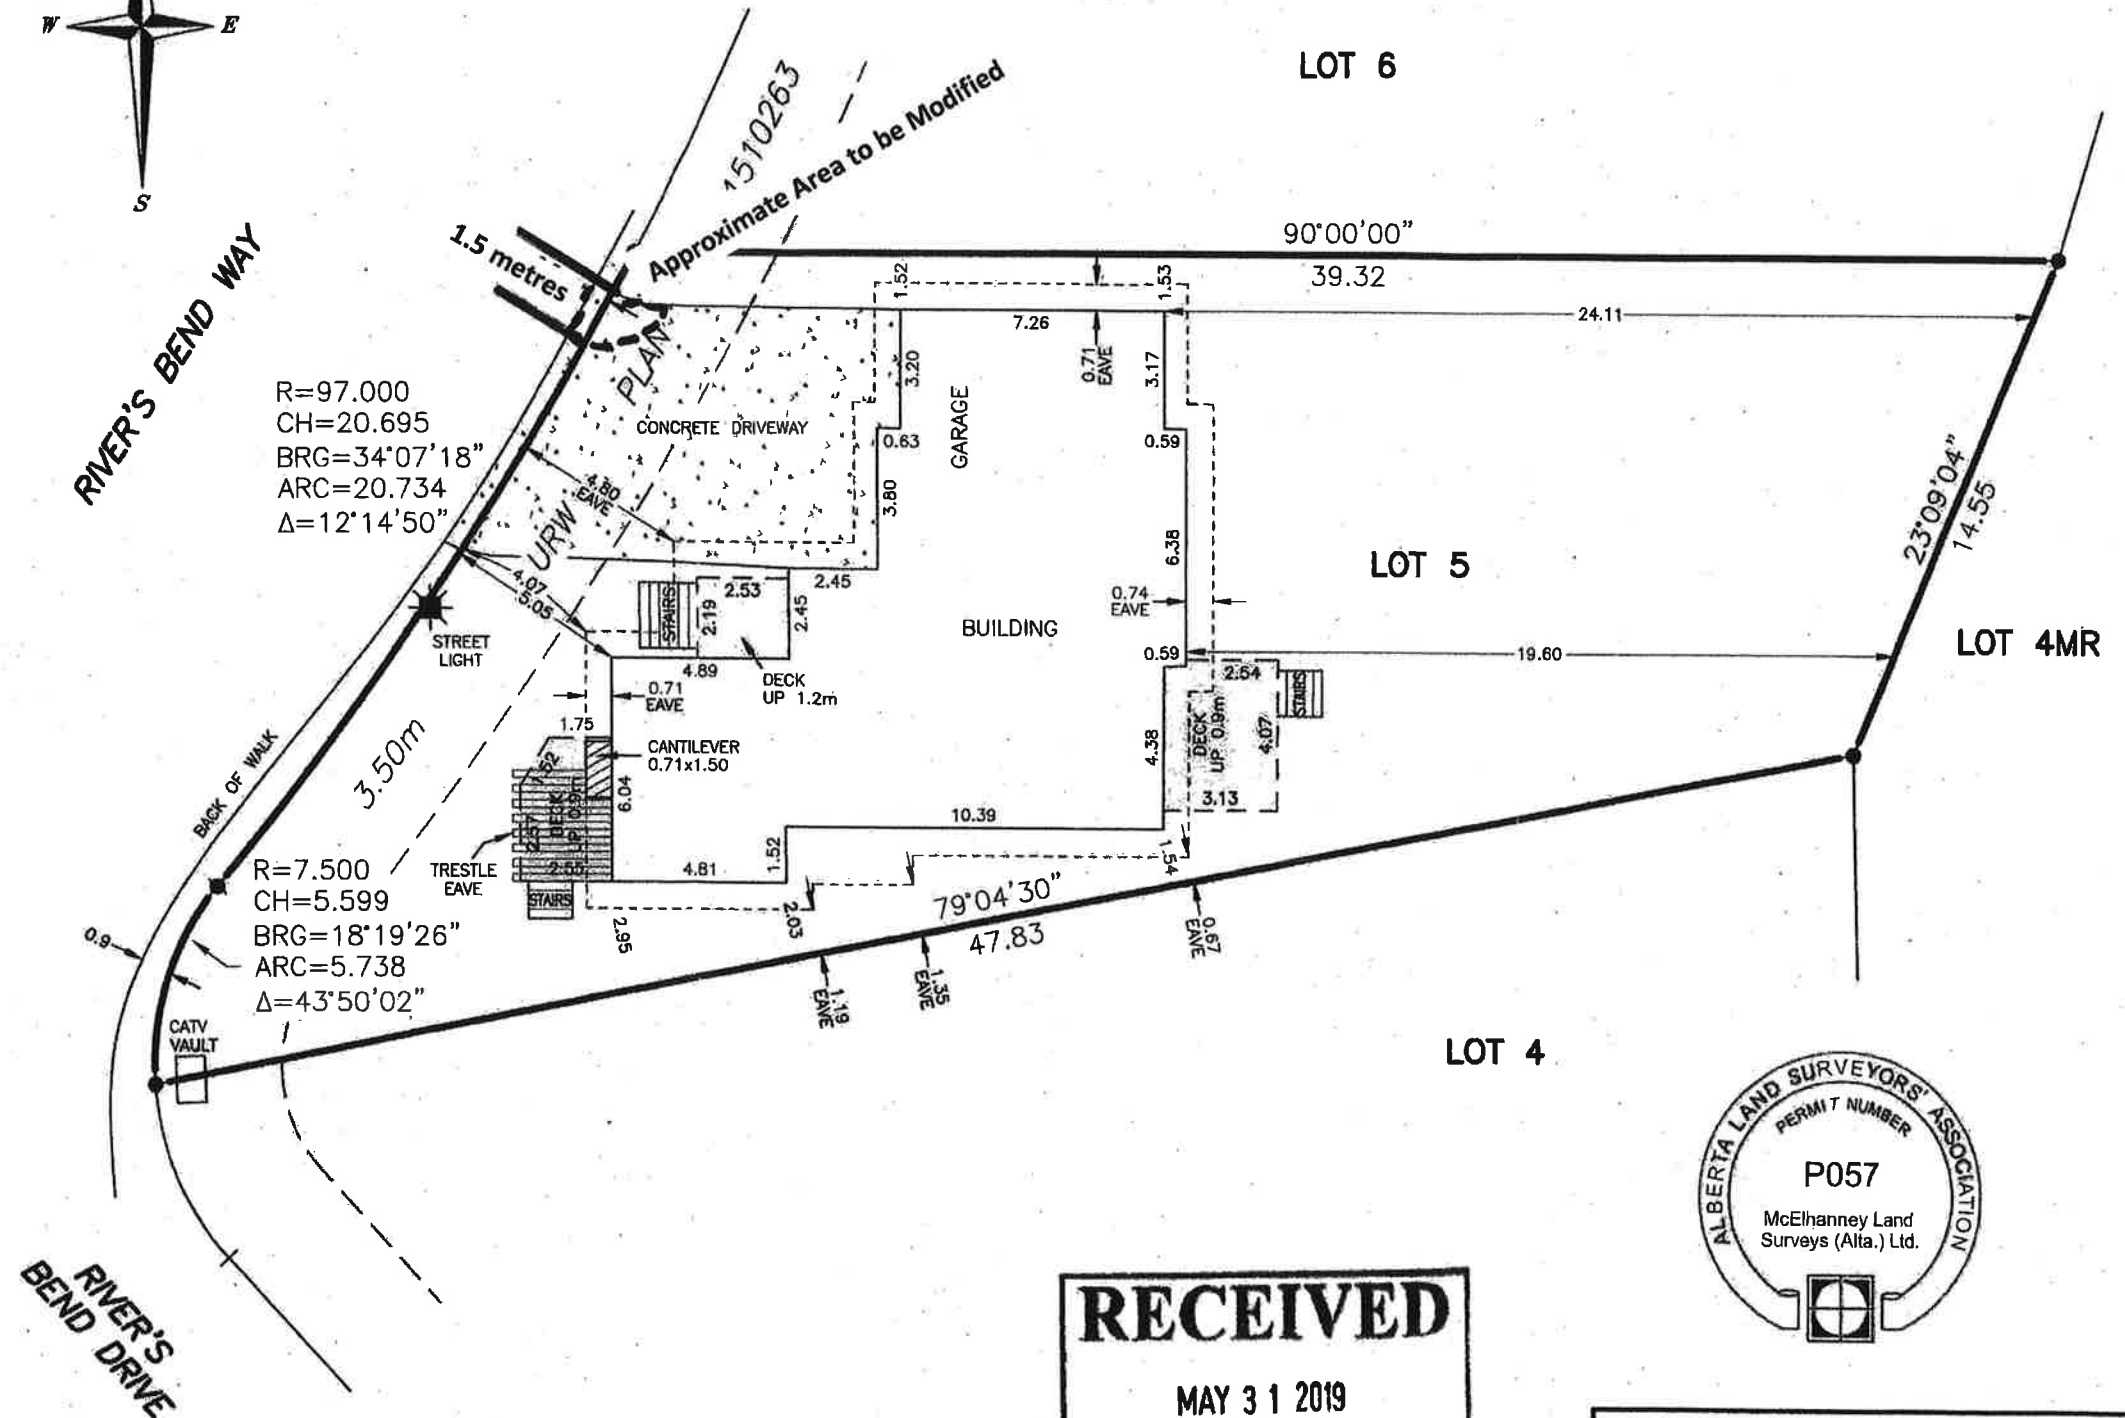 W E
S
LOT 6
1510263
Approximate Area to be Modified
1.5 metres
RIVER'S BEND WAY
90°00'00"
39.32
1.52
1.53
7.26
24.11
0.71
EAVE
3.20
3.17
PLAN
R=97.000
CH=20.695
BRG=34°07'18"
ARC=20.734
Δ=12°14'50"
CONCRETE DRIVEWAY
GARAGE
0.63
0.59
4.80
EAVE
3.80
URW
6.38
23°09'04"
14.55
LOT 5
4.07
5.05
2.45
2.53
STAIRS
2.19
2.45
0.74
EAVE
STREET
LIGHT
BUILDING
LOT 4MR
4.89
0.59
19.60
DECK
UP 1.2m
0.71
EAVE
2.54
STAIRS
DECK
UP 0.9m
4.07
4.38
3.13
1.75
CANTILEVER
0.71x1.50
1.52
DECK
UP 0.9m
6.04
2.57
2.55
BACK OF WALK
3.50m
TRESTLE
EAVE
STAIRS
10.39
1.52
4.81
1.54
R=7.500
CH=5.599
BRG=18°19'26"
ARC=5.738
Δ=43°50'02"
0.9
2.95
2.03
79°04'30"
47.83
0.67
EAVE
1.35
EAVE
1.19
EAVE
CATV
VAULT
LOT 4
ALBERTA LAND SURVEYORS' ASSOCIATION
PERMIT NUMBER
P057
McElhanney Land
Surveys (Alta.) Ltd.
RIVER'S
BEND DRIVE
RECEIVED
MAY 31 2019